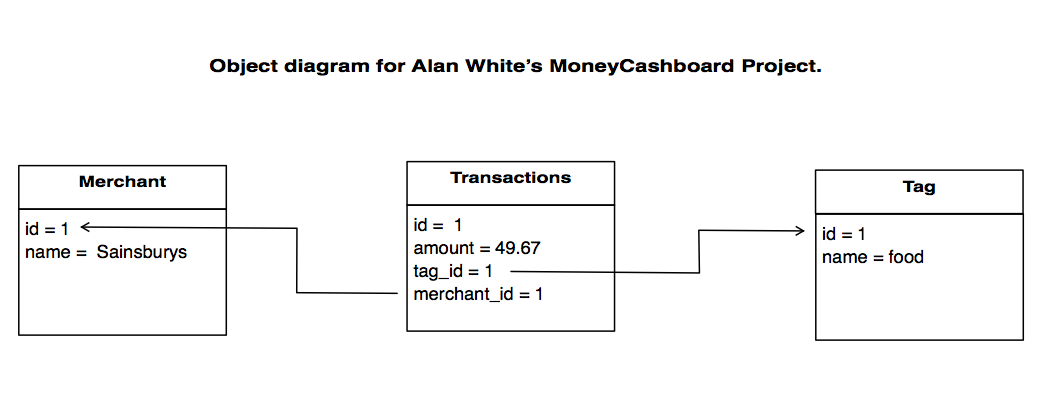 Object diagram for Alan White’s MoneyCashboard Project.
Merchant
id = 1
name =  Sainsburys
Transactions
id =  1
amount = 49.67
tag_id = 1
merchant_id = 1
Tag
id = 1
name = food